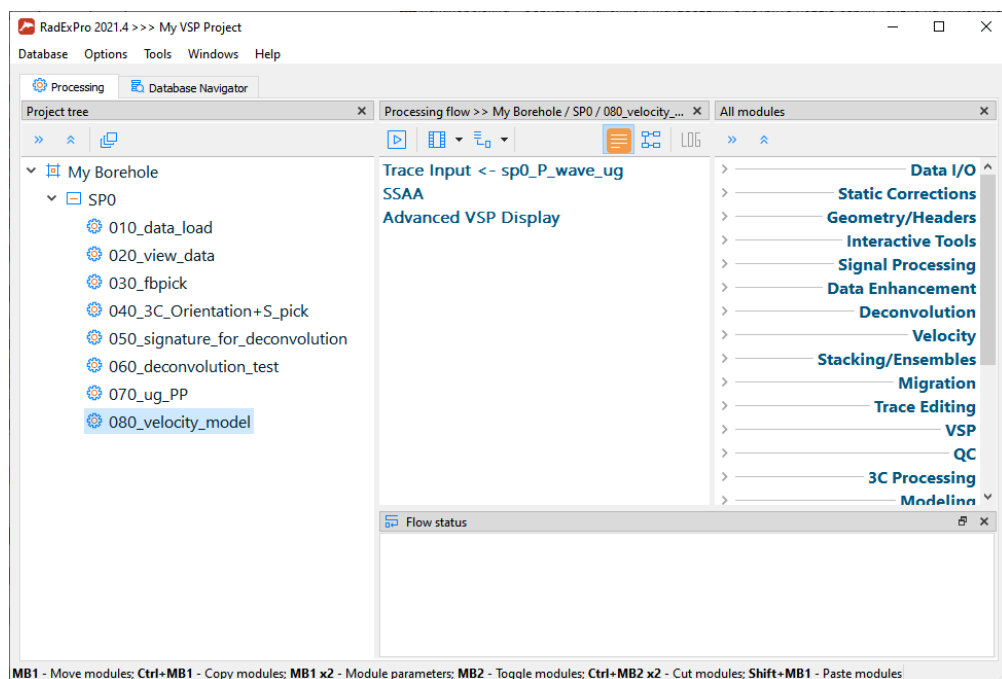 RadExPro 2021.4 >>> My VSP Project
Database Options Tools Windows Help
Processing Database Navigator
Project tree
My Borehole
SP0
010_data_load
020_view_data
030_fbpick
040_3C_Orientation+S_pick
050_signature_for_deconvolution
060_deconvolution_test
070_ug_PP
080_velocity_model
Processing flow >> My Borehole / SP0 / 080_velocity_...
LOG
Trace Input <- sp0_P_wave_ug
SSAA
Advanced VSP Display
All modules
Data I/O
Static Corrections
Geometry/Headers
Interactive Tools
Signal Processing
Data Enhancement
Deconvolution
Velocity
Stacking/Ensembles
Migration
Trace Editing
VSP
QC
3C Processing
Modeling
Flow status
MB1 - Move modules; Ctrl+MB1 - Copy modules; MB1 x2 - Module parameters; MB2 - Toggle modules; Ctrl+MB2 x2 - Cut modules; Shift+MB1 - Paste modules